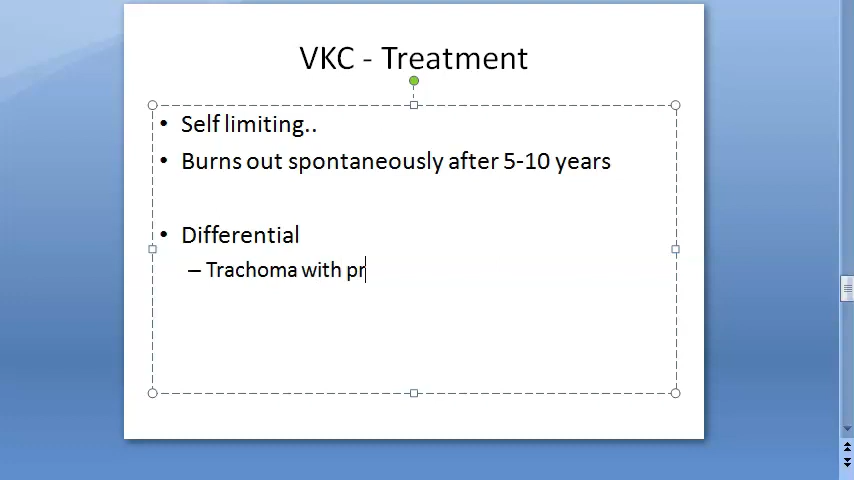 VKC - Treatment
• Self limiting..
• Burns out spontaneously after 5-10 years
• Differential
– Trachoma with pr